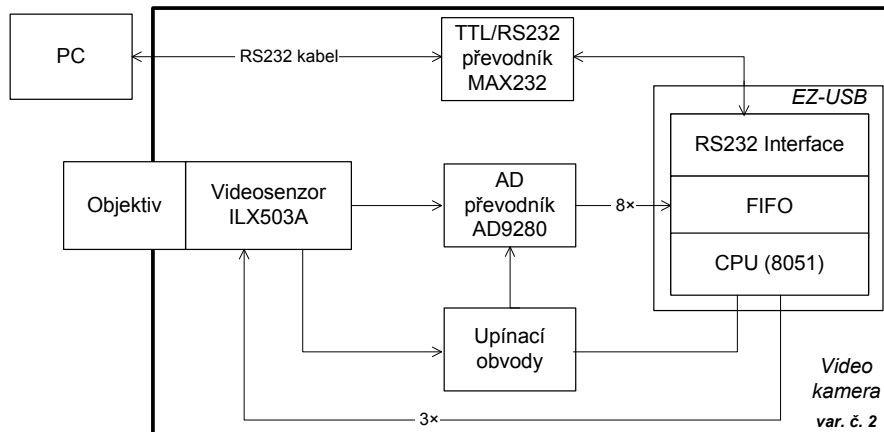 PC
RS232 kabel
TTL/RS232
převodník
MAX232
EZ-USB
RS232 Interface
FIFO
CPU (8051)
Objektiv
Videosenzor
ILX503A
AD
převodník
AD9280
8×
Upínací
obvody
3×
Video
kamera
var. č. 2